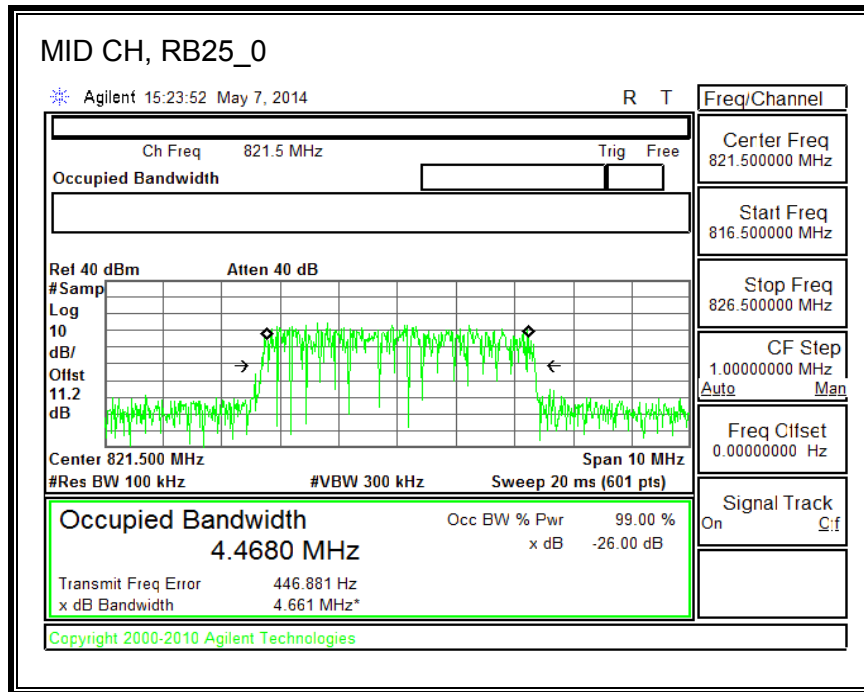 MID CH, RB25_0
Agilent 15:23:52 May 7, 2014 R T
Freq/Channel
Ch Freq 821.5 MHz Trig Free
Occupied Bandwidth
Center Freq
821.500000 MHz
Start Freq
816.500000 MHz
Stop Freq
826.500000 MHz
CF Step
1.00000000 MHz
Auto Man
Freq Offset
0.00000000 Hz
Signal Track
On Off
Ref 40 dBm Atten 40 dB
#Samp
Log
10
dB/
Offst
11.2
dB
Center 821.500 MHz Span 10 MHz
#Res BW 100 kHz #VBW 300 kHz Sweep 20 ms (601 pts)
Occupied Bandwidth Occ BW % Pwr 99.00 %
4.4680 MHz x dB -26.00 dB
Transmit Freq Error 446.881 Hz
x dB Bandwidth 4.661 MHz*
Copyright 2000-2010 Agilent Technologies